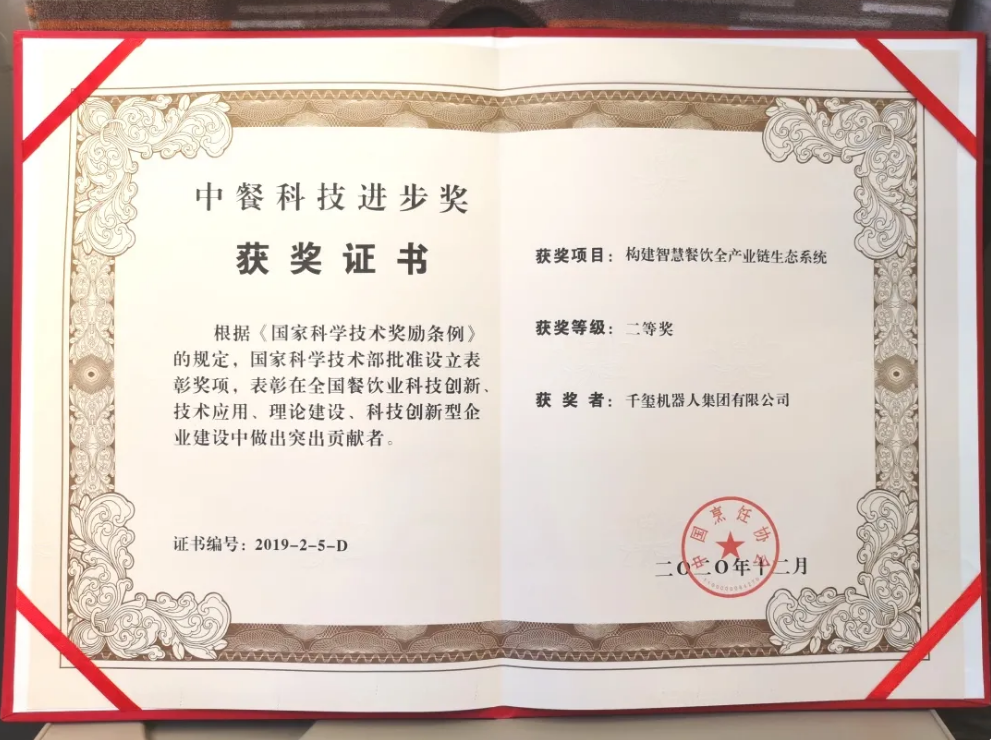 中餐科技进步奖
获奖证书
根据《国家科学技术奖励条例》
的规定，国家科学技术部批准设立表
彰奖项，表彰在全国餐饮业科技创新、
技术应用、理论建设、科技创新型企
业建设中做出突出贡献者。
证书编号：2019-2-5-D
获奖项目：构建智慧餐饮全产业链生态系统
获奖等级：二等奖
获奖者：千玺机器人集团有限公司
中国烹饪协会
二〇二〇年十二月